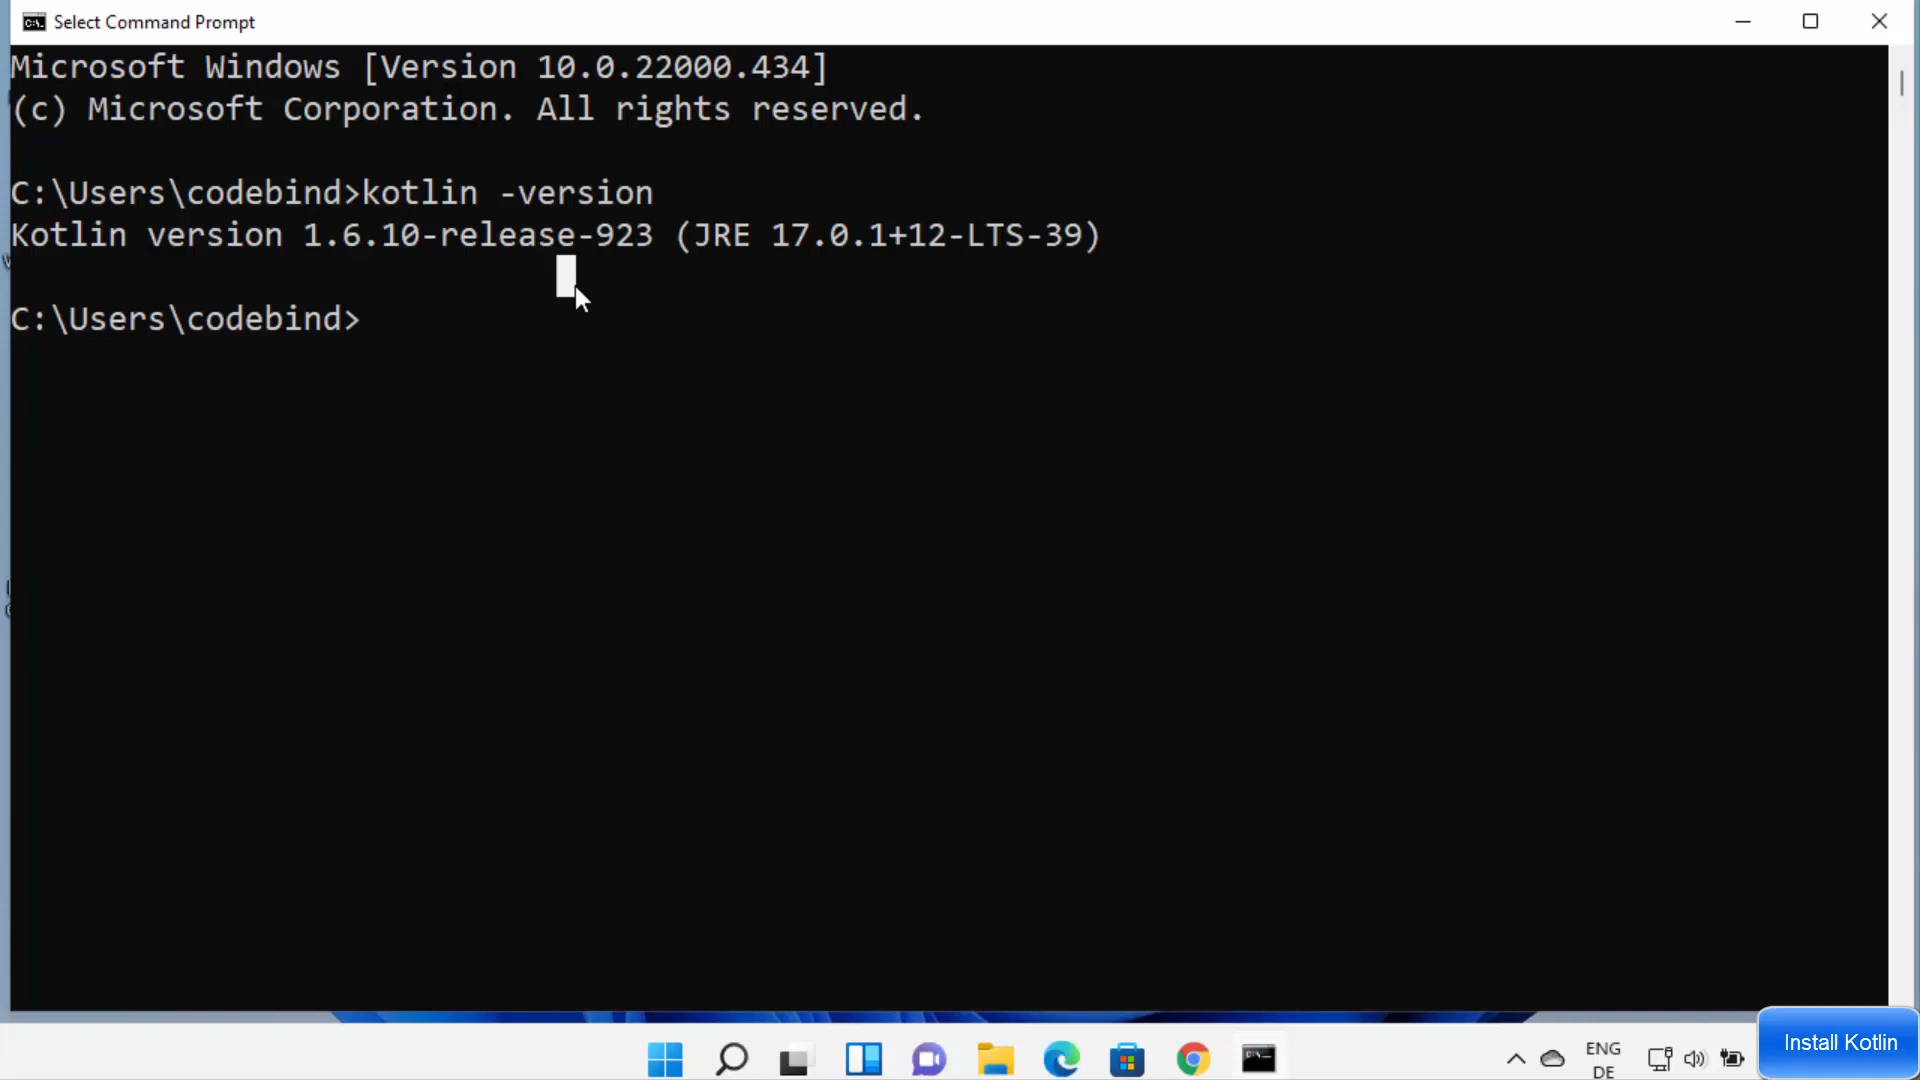 Select Command Prompt
Microsoft Windows [Version 10.0.22000.434]
(c) Microsoft Corporation. All rights reserved.
C:\Users\codebind>kotlin -version
Kotlin version 1.6.10-release-923 (JRE 17.0.1+12-LTS-39)
C:\Users\codebind>
ENG
DE
Install Kotlin